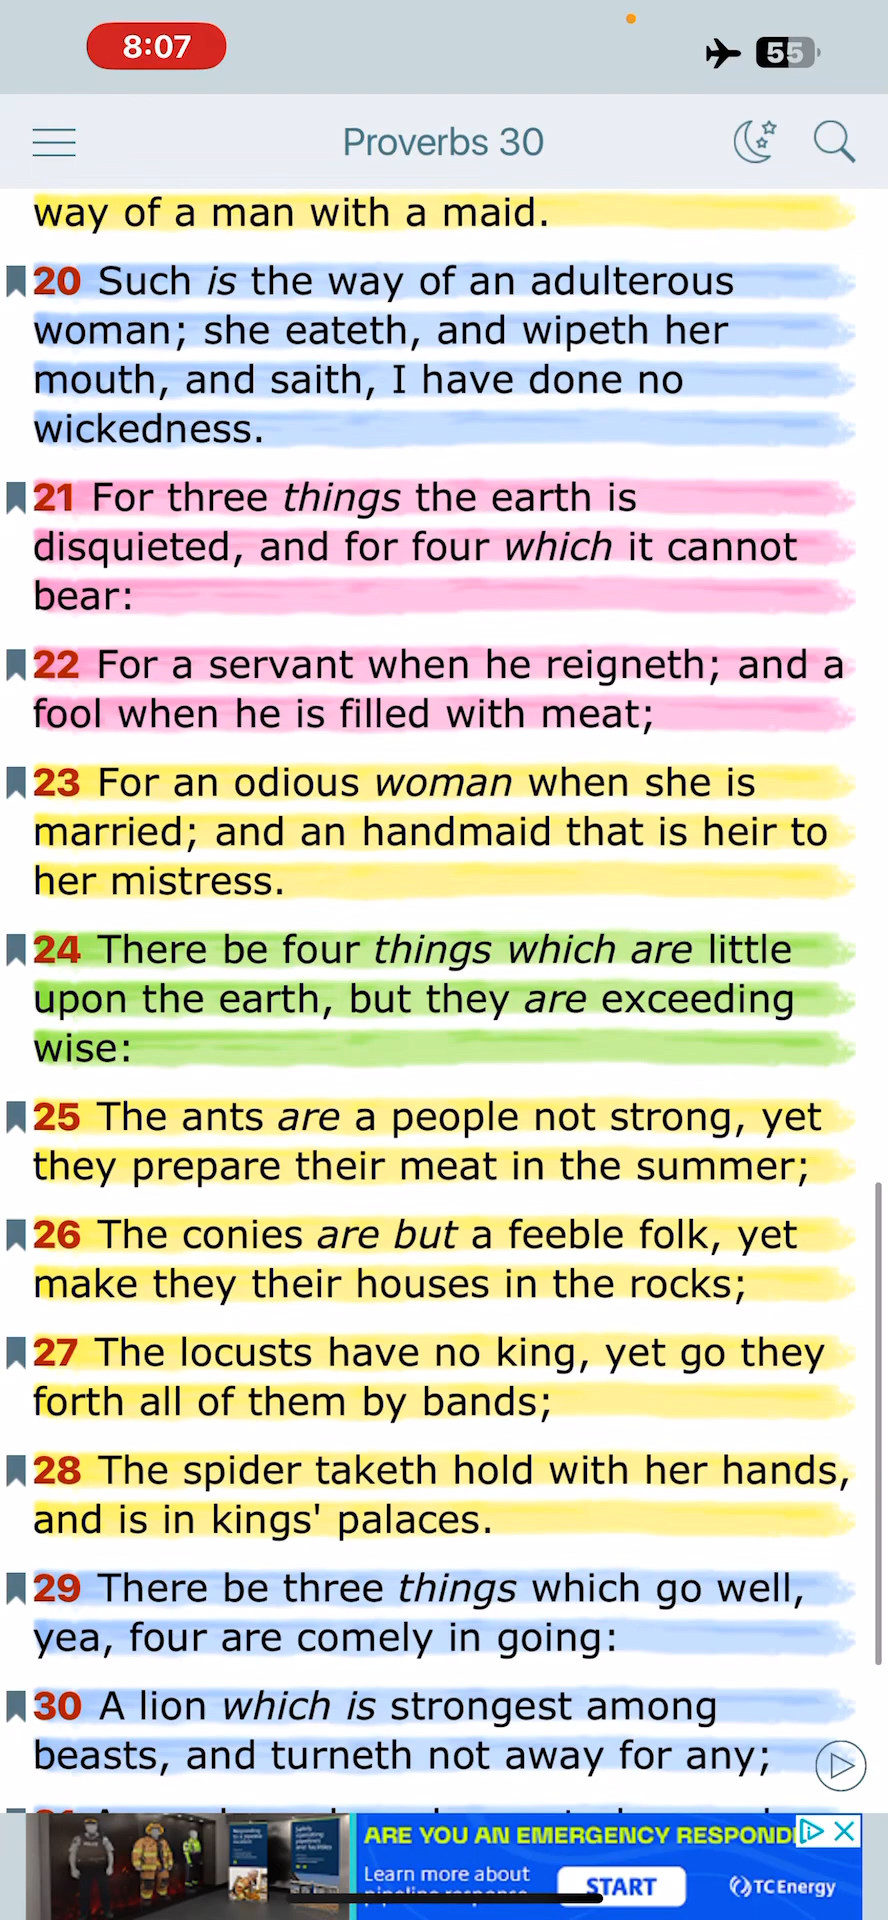 8:07
55
Proverbs 30
way of a man with a maid.
20 Such is the way of an adulterous
woman; she eateth, and wipeth her
mouth, and saith, I have done no
wickedness.
21 For three things the earth is
disquieted, and for four which it cannot
bear:
22 For a servant when he reigneth; and a
fool when he is filled with meat;
23 For an odious woman when she is
married; and an handmaid that is heir to
her mistress.
24 There be four things which are little
upon the earth, but they are exceeding
wise:
25 The ants are a people not strong, yet
they prepare their meat in the summer;
26 The conies are but a feeble folk, yet
make they their houses in the rocks;
27 The locusts have no king, yet go they
forth all of them by bands;
28 The spider taketh hold with her hands,
and is in kings' palaces.
29 There be three things which go well,
yea, four are comely in going:
30 A lion which is strongest among
beasts, and turneth not away for any;
ARE YOU AN EMERGENCY RESPOND
Learn more about
START
TC Energy